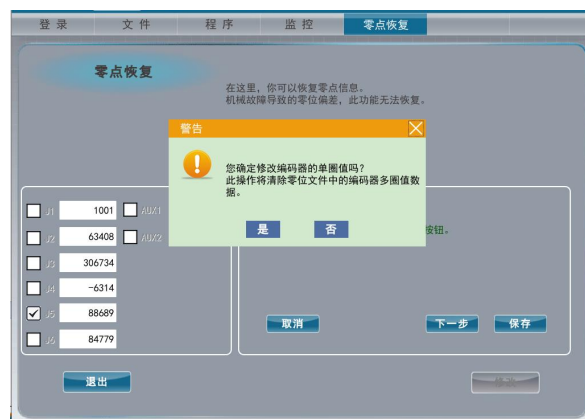 登录 文件 程序 监控 零点恢复
零点恢复
在这里，你可以恢复零点信息。
机械故障导致的零位偏差，此功能无法恢复。
警告
您确定修改编码器的单圈值吗？
此操作将清除零位文件中的编码器多圈值数
据。
是 否
J1 1001 AUX1
J2 63408 AUX2
按钮。
J3 306734
J4 -6314
J5 88689
J6 84779
取消 下一步 保存
退出